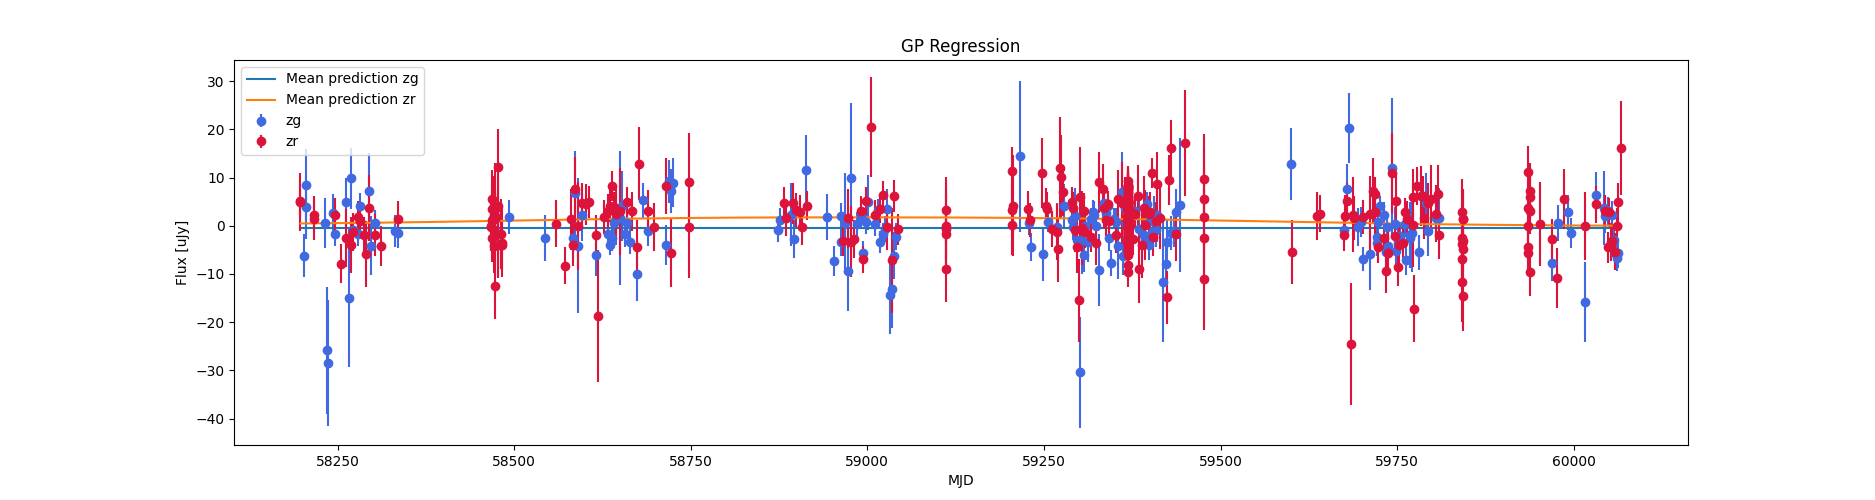 GP Regression
Mean prediction zg
Mean prediction zr
zg
zr
30
20
10
0
−10
−20
−30
−40
Flux [uJy]
58250 58500 58750 59000 59250 59500 59750 60000
MJD